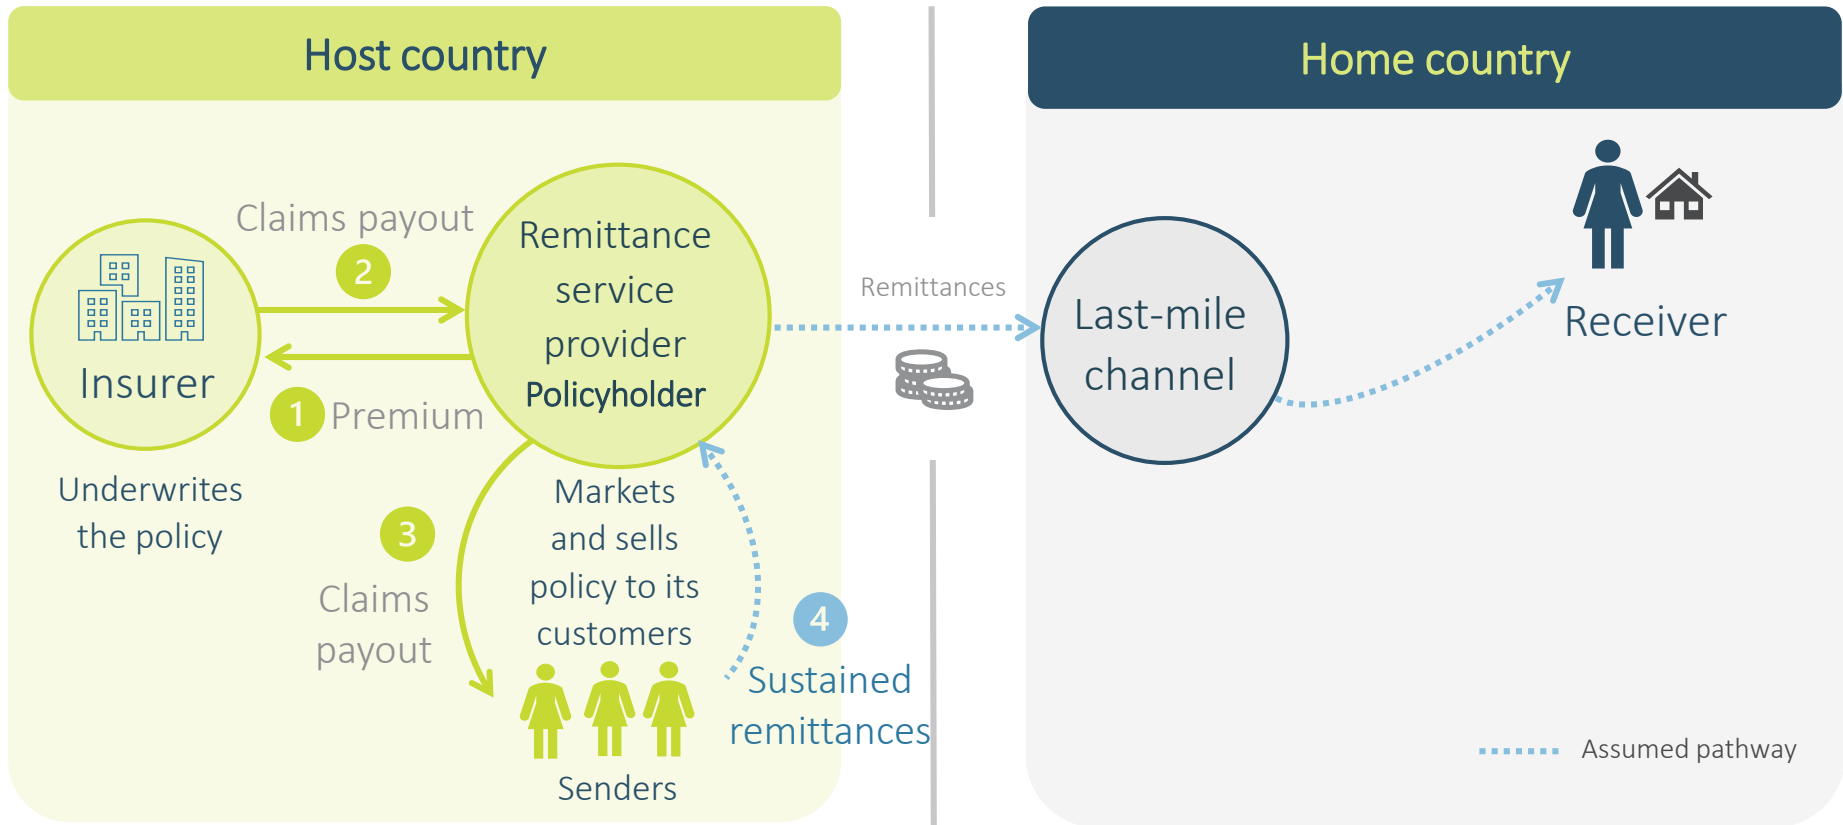 Host country
Home country
Claims payout
2
Insurer
1 Premium
Underwrites
the policy
Remittance
service
provider
Policyholder
Markets
and sells
policy to its
customers
3
Claims
payout
Senders
4
Sustained
remittances
Remittances
Last-mile
channel
Receiver
Assumed pathway